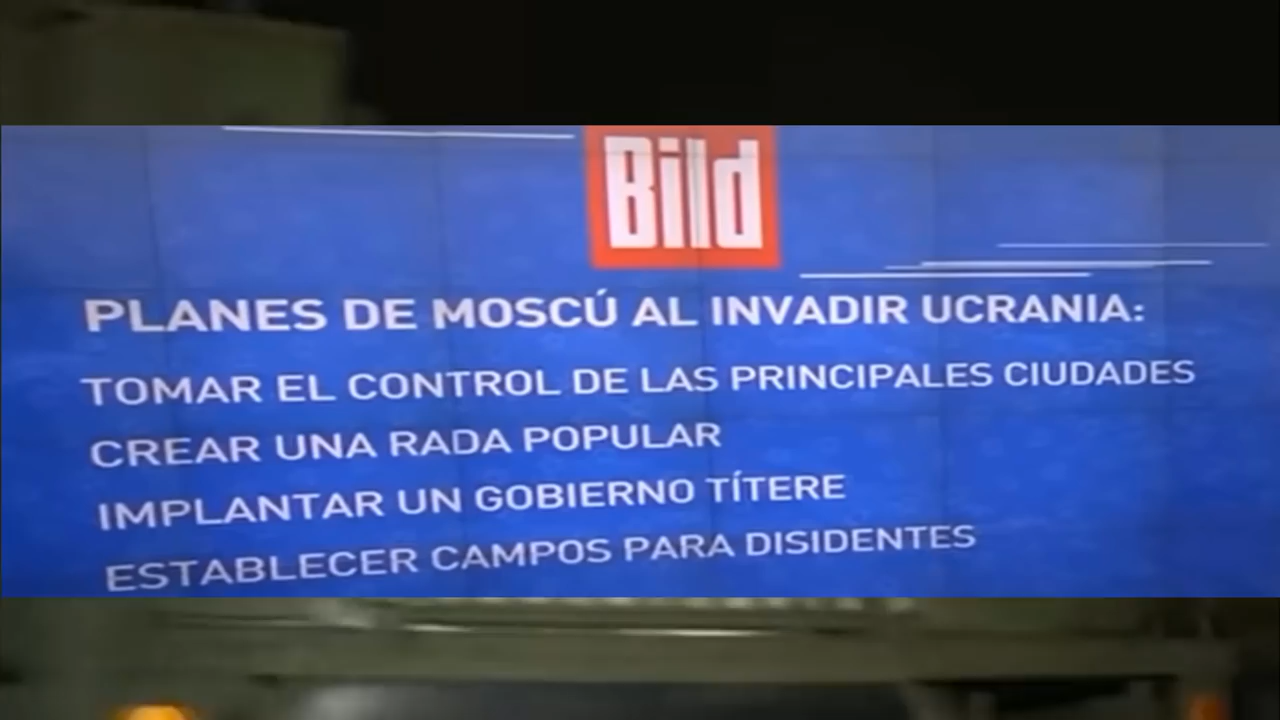 Bild
PLANES DE MOSCÚ AL INVADIR UCRANIA:
TOMAR EL CONTROL DE LAS PRINCIPALES CIUDADES
CREAR UNA RADA POPULAR
IMPLANTAR UN GOBIERNO TÍTERE
ESTABLECER CAMPOS PARA DISIDENTES